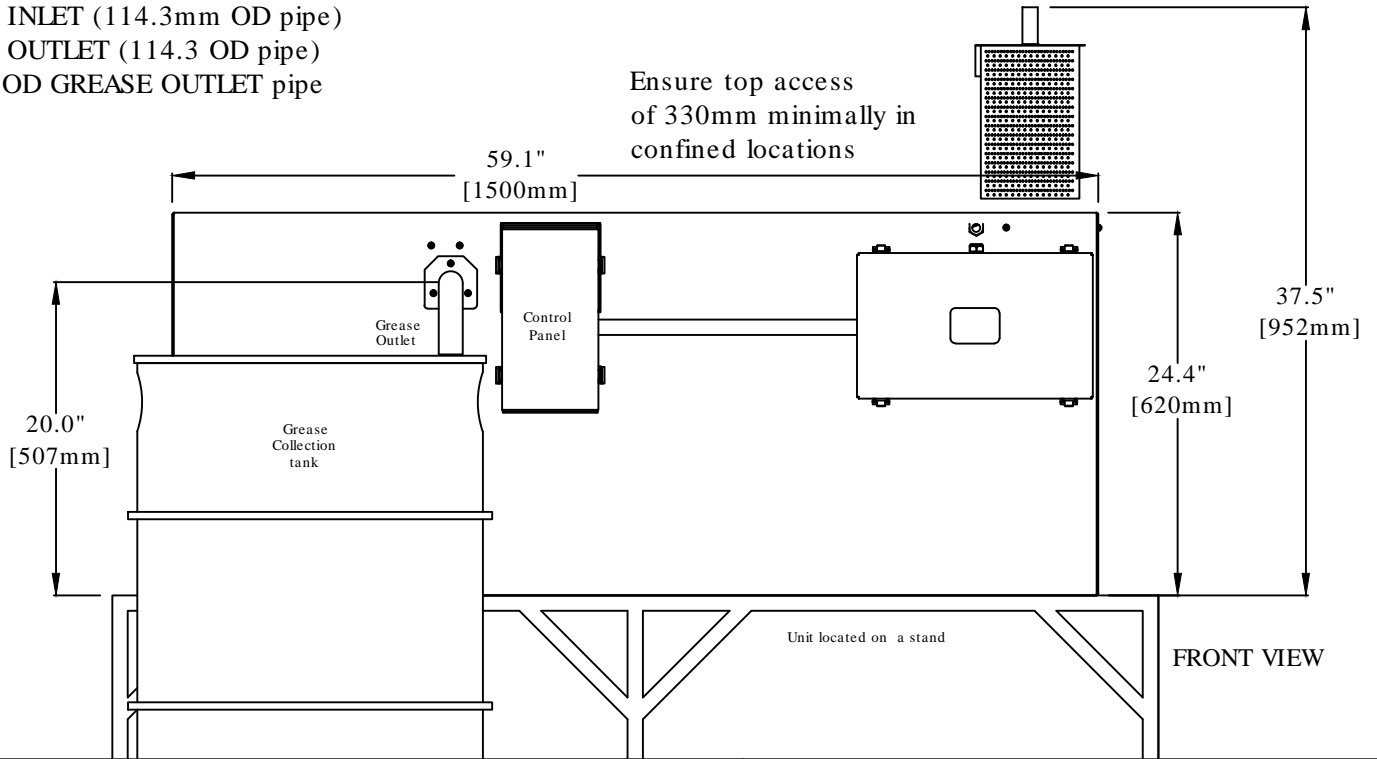 INLET (114.3mm OD pipe)
OUTLET (114.3 OD pipe)
OD GREASE OUTLET pipe
Ensure top access
of 330mm minimally in
confined locations
59.1"
[1500mm]
37.5"
[952mm]
Grease
Outlet
Control
Panel
24.4"
[620mm]
20.0"
[507mm]
Grease
Collection
tank
Unit located on a stand
FRONT VIEW